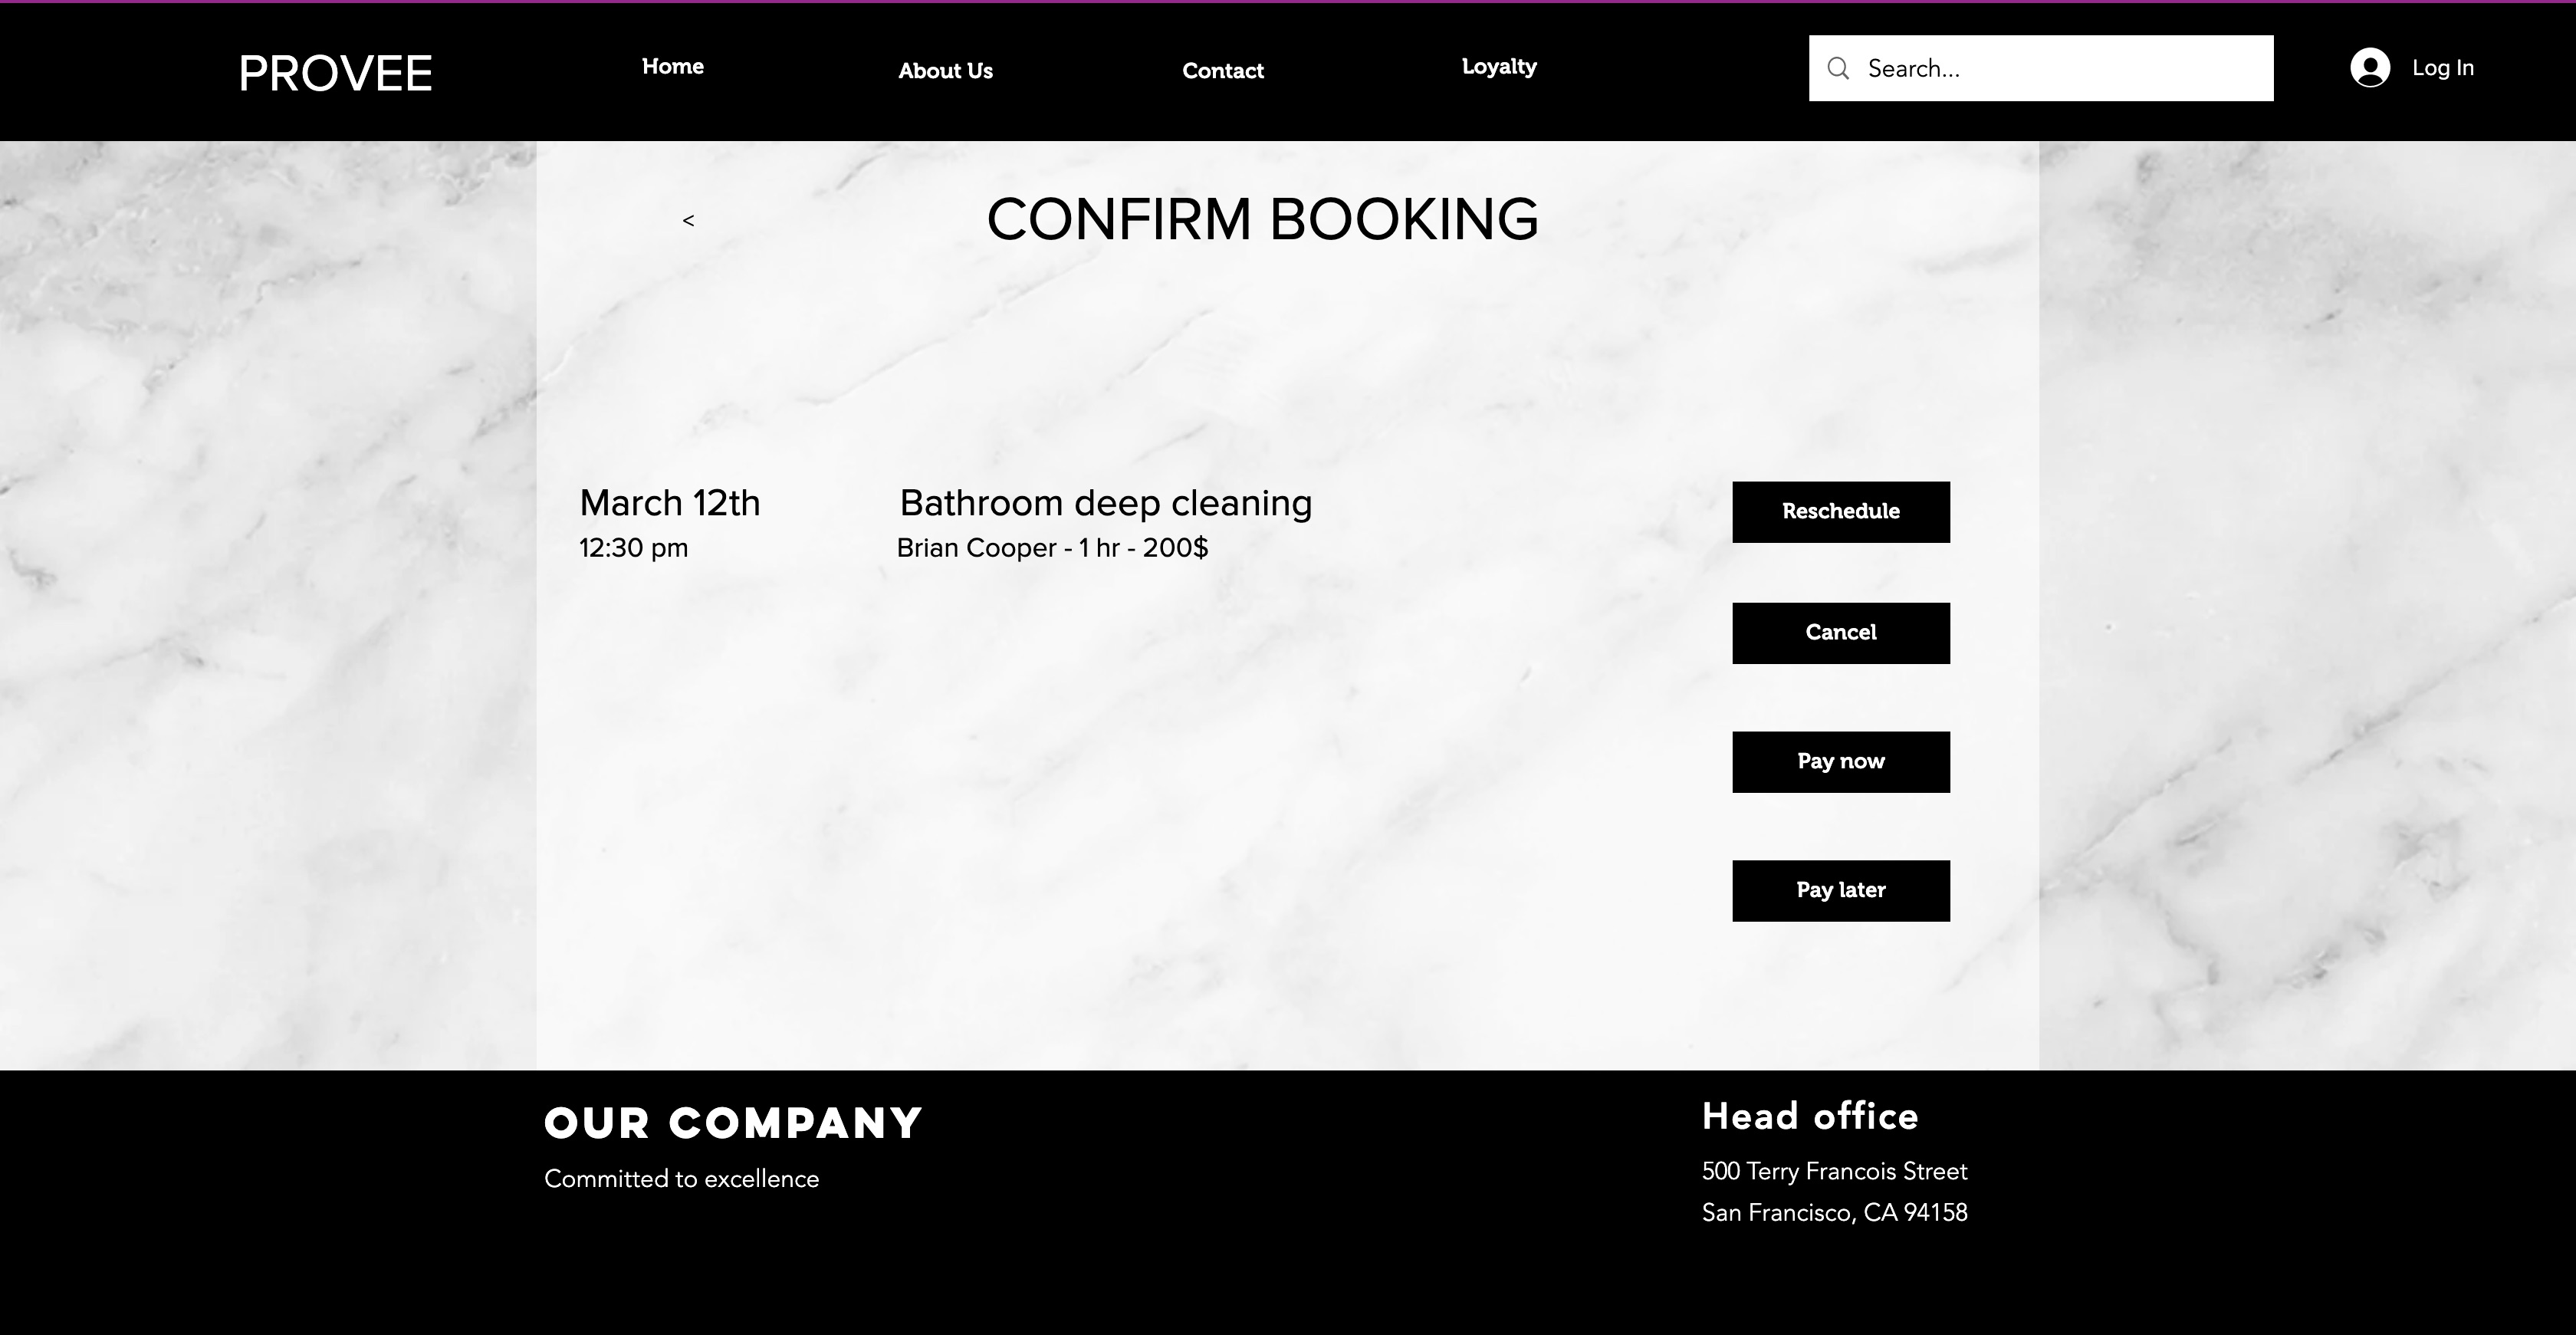 PROVEE
Home
About Us
Contact
Loyalty
Search...
Log In
<
CONFIRM BOOKING
March 12th
12:30 pm
Bathroom deep cleaning
Brian Cooper - 1 hr - 200$
Reschedule
Cancel
Pay now
Pay later
OUR COMPANY
Committed to excellence
Head office
500 Terry Francois Street
San Francisco, CA 94158